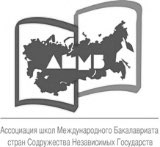 АШМБ
Ассоциация школ Международного Бакалавриата
стран Содружества Независимых Государств